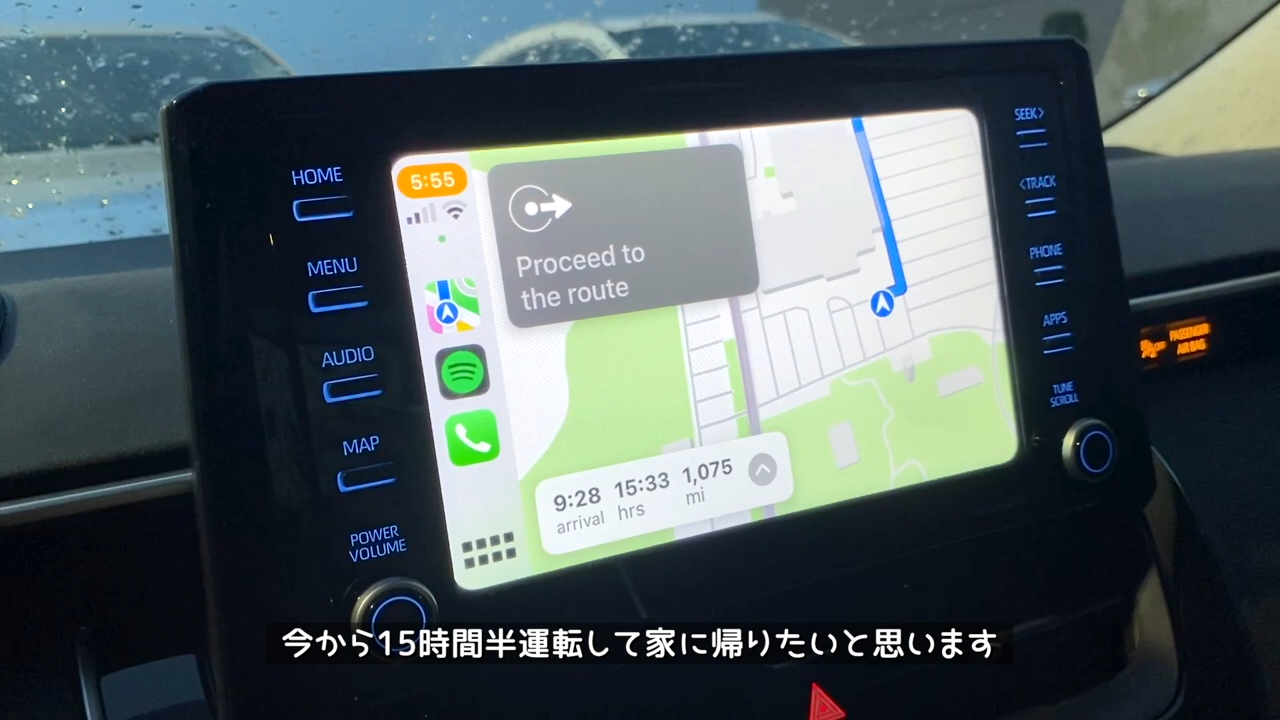 HOME
MENU
AUDIO
MAP
POWER
VOLUME
5:55
Proceed to
the route
9:28 15:33 1,075
arrival hrs mi
SEEK>
<TRACK
PHONE
APPS
TUNE
SCROLL
PASSENGER
AIR BAG
今から15時間半運転して家に帰りたいと思います